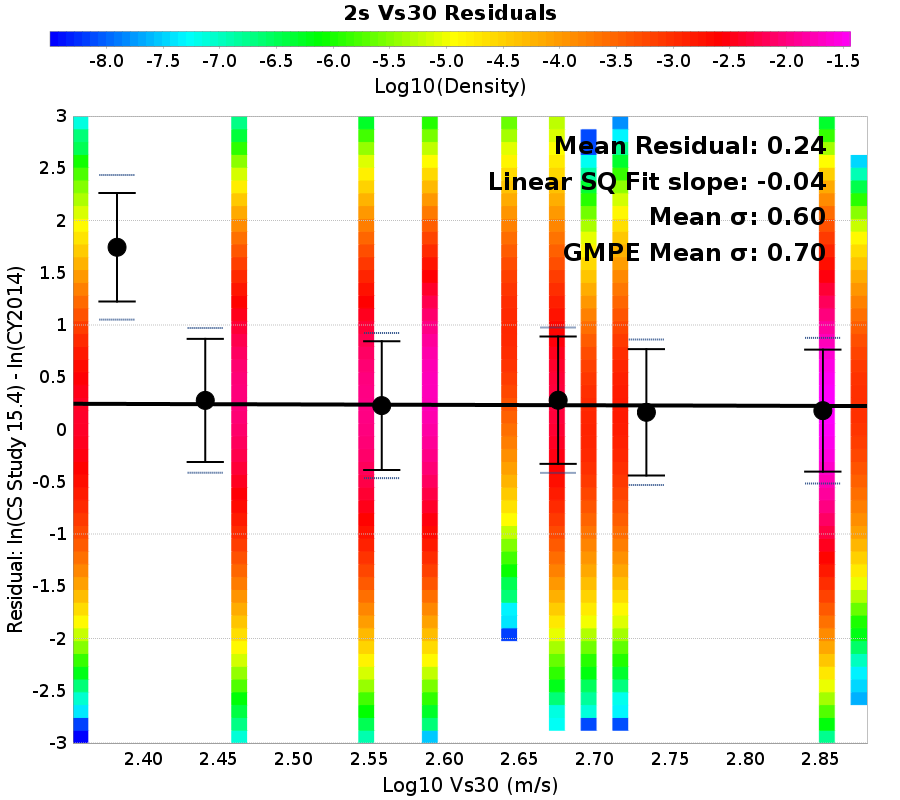 2s Vs30 Residuals
-8.0 -7.5 -7.0 -6.5 -6.0 -5.5 -5.0 -4.5 -4.0 -3.5 -3.0 -2.5 -2.0 -1.5
Log10(Density)
Mean Residual: 0.24
Linear SQ Fit slope: -0.04
Mean σ: 0.60
GMPE Mean σ: 0.70
Residual: ln(CS Study 15.4) - ln(CY2014)
3
2.5
2
1.5
1
0.5
0
-0.5
-1
-1.5
-2
-2.5
-3
2.40 2.45 2.50 2.55 2.60 2.65 2.70 2.75 2.80 2.85
Log10 Vs30 (m/s)